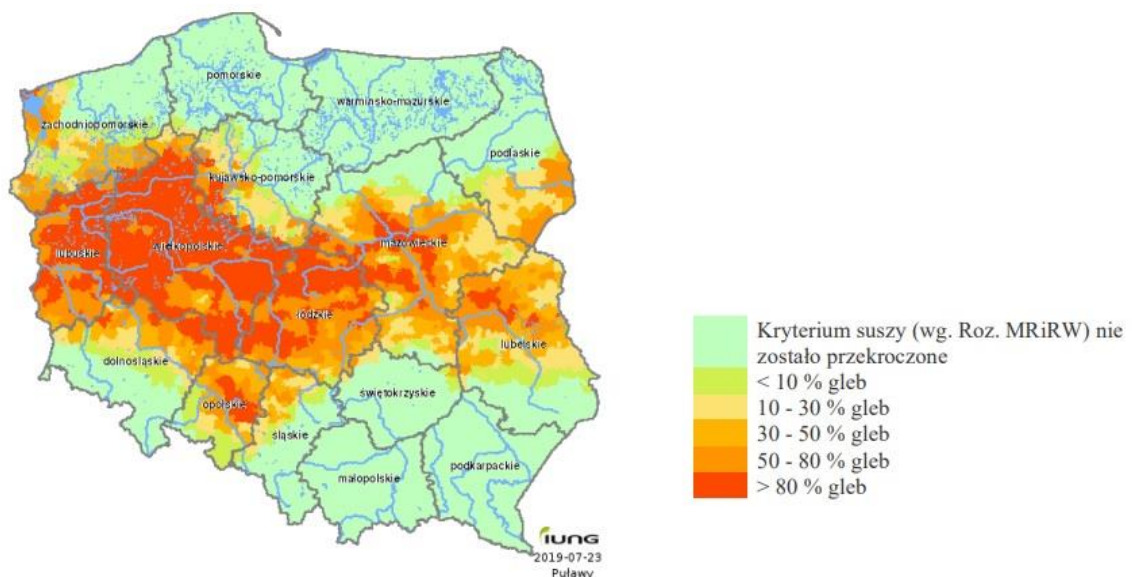 pomorskie
warmińsko-mazurskie
zachodniopomorskie
podlaskie
kujawsko-pomorskie
mazowieckie
wielkopolskie
lubuskie
łódzkie
lubelskie
dolnośląskie
świętokrzyskie
opolskie
śląskie
podkarpackie
małopolskie
IUNG
2019-07-23
Puławy
Kryterium suszy (wg. Roz. MRiRW) nie
zostało przekroczone
< 10 % gleb
10 - 30 % gleb
30 - 50 % gleb
50 - 80 % gleb
> 80 % gleb